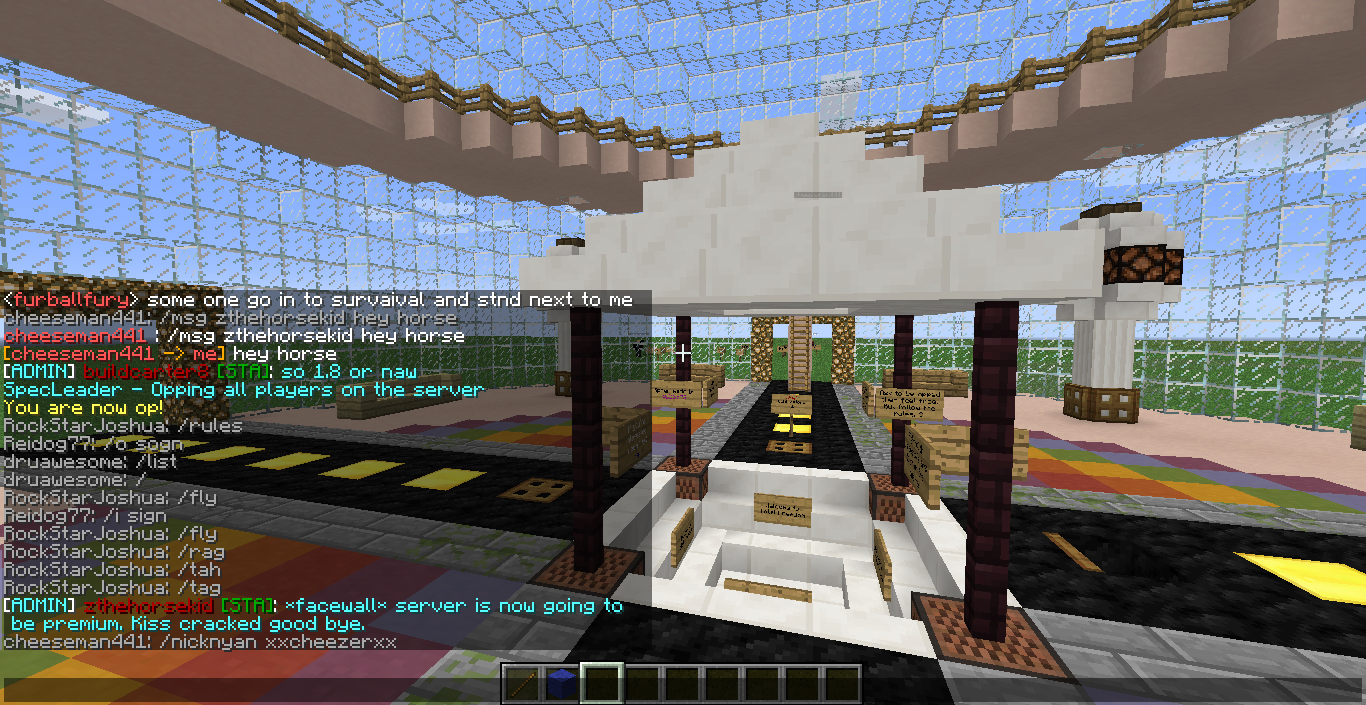 <furballfury> some one go in to survaival and stnd next to me
cheeseman441: /msg zthehorsekid hey horse
cheeseman441 : /msg zthehorsekid hey horse
[cheeseman441 -> me] hey horse
[ADMIN] buildcarter8 [STA]: so 1.8 or naw
SpecLeader - Opping all players on the server
You are now op!
RockStarJoshua: /rules
Reidog77: /o sogn
druawesome: /list
druawesome: /
RockStarJoshua: /fly
Reidog77: /i sign
RockStarJoshua: /fly
RockStarJoshua: /rag
RockStarJoshua: /tah
RockStarJoshua: /tag
[ADMIN] zthehorsekid [STA]: *facewall* server is now going to
be premium. Kiss cracked good bye.
cheeseman441: /nicknyan xxcheezerxx
Welcome to